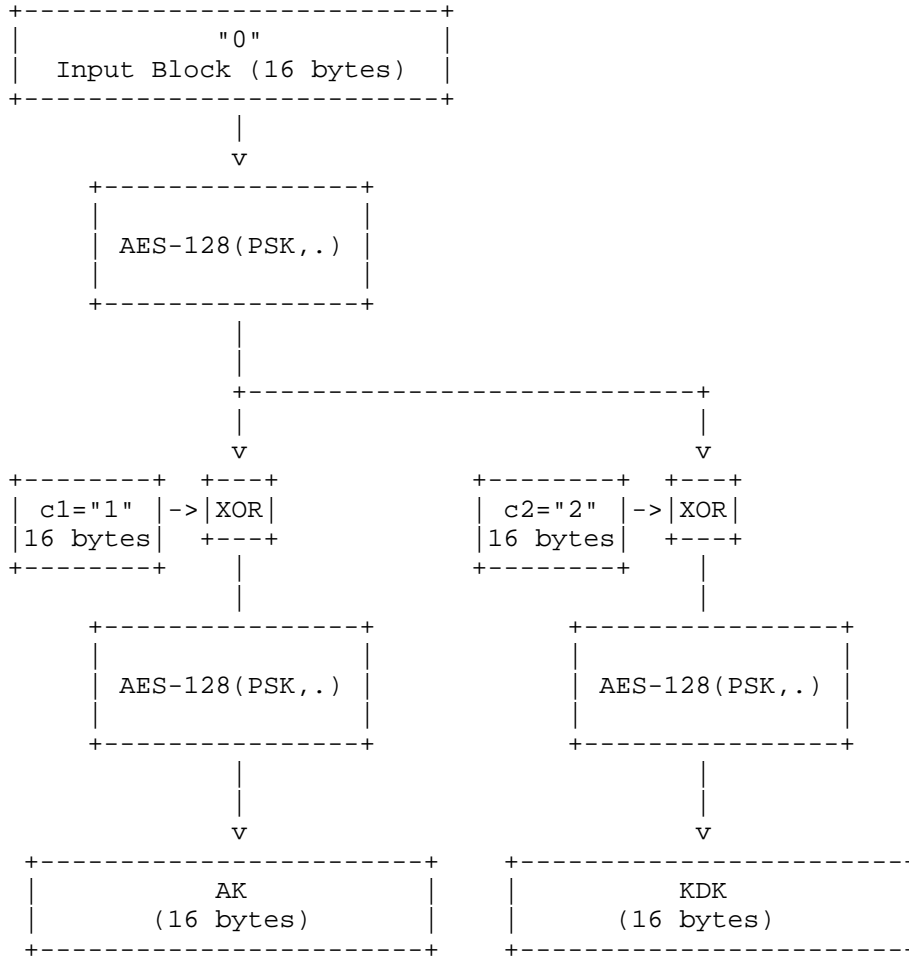 "0"
Input Block (16 bytes)
AES-128(PSK,.)
c1="1" -> XOR c2="2" -> XOR
16 bytes 16 bytes
AES-128(PSK,.) AES-128(PSK,.)
AK KDK
(16 bytes) (16 bytes)